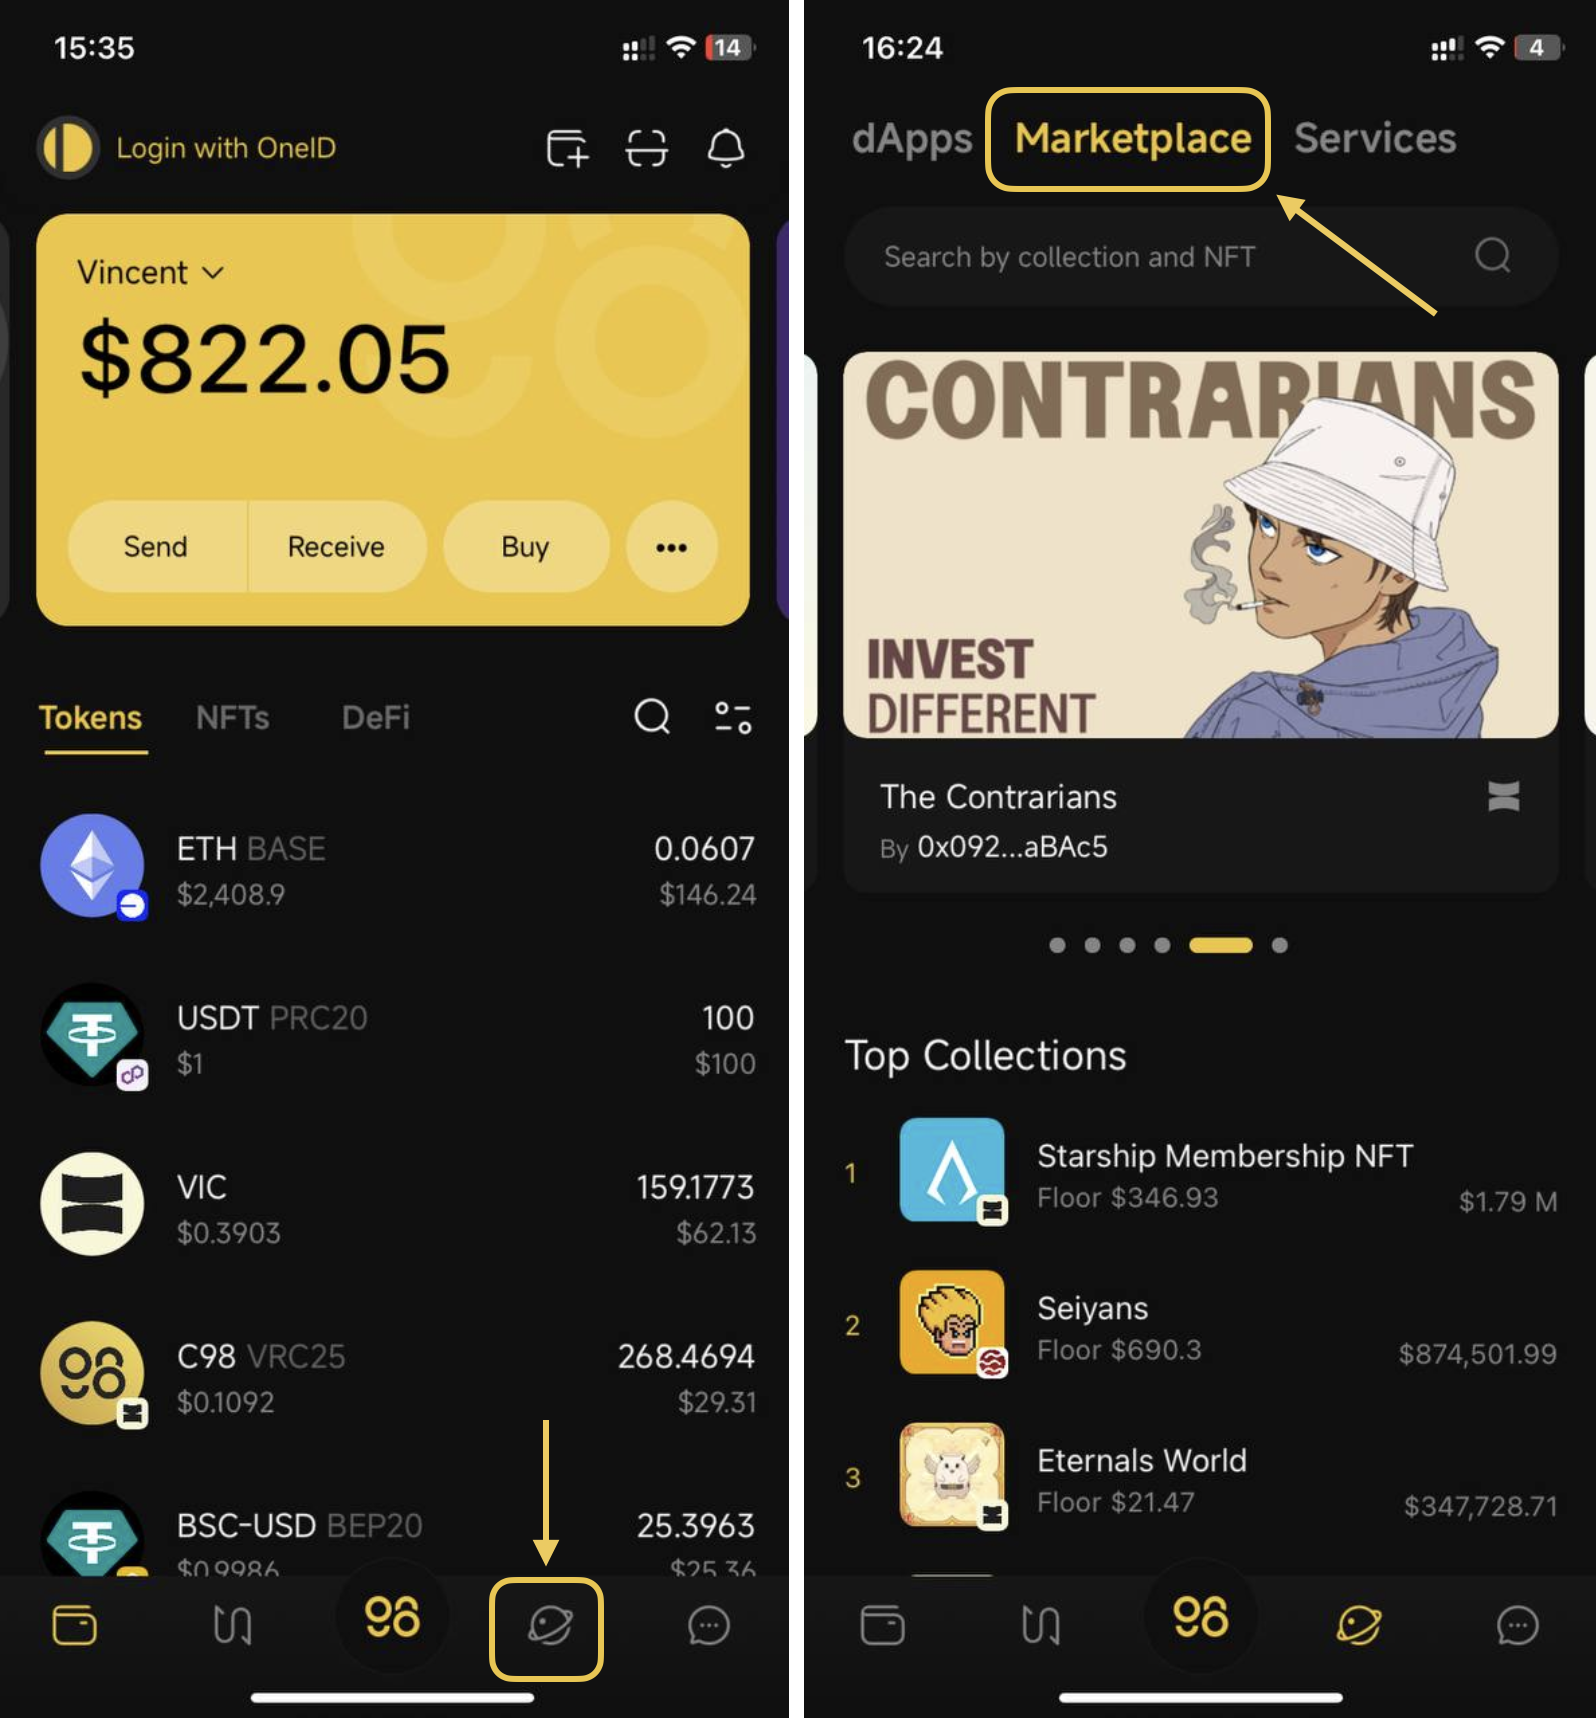 15:35
14
Login with OneID
Vincent
$822.05
Send
Receive
Buy
Tokens
NFTs
DeFi
ETH BASE
0.0607
$2,408.9
$146.24
USDT PRC20
100
$1
$100
VIC
159.1773
$0.3903
$62.13
C98 VRC25
268.4694
$0.1092
$29.31
BSC-USD BEP20
25.3963
$0.9986
$25.36
98
16:24
4
dApps
Marketplace
Services
Search by collection and NFT
CONTRARIANS
INVEST
DIFFERENT
The Contrarians
By 0x092...aBAc5
Top Collections
1
Starship Membership NFT
Floor $346.93
$1.79 M
2
Seiyans
Floor $690.3
$874,501.99
3
Eternals World
Floor $21.47
$347,728.71
98